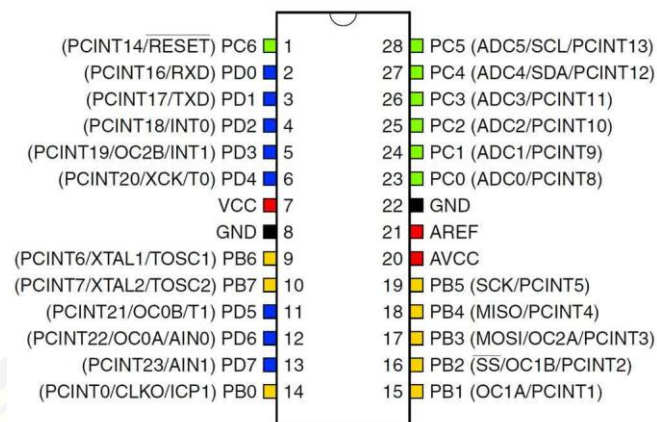 (PCINT14/RESET) PC6 1 28 PC5 (ADC5/SCL/PCINT13)
(PCINT16/RXD) PD0 2 27 PC4 (ADC4/SDA/PCINT12)
(PCINT17/TXD) PD1 3 26 PC3 (ADC3/PCINT11)
(PCINT18/INT0) PD2 4 25 PC2 (ADC2/PCINT10)
(PCINT19/OC2B/INT1) PD3 5 24 PC1 (ADC1/PCINT9)
(PCINT20/XCK/T0) PD4 6 23 PC0 (ADC0/PCINT8)
VCC 7 22 GND
GND 8 21 AREF
(PCINT6/XTAL1/TOSC1) PB6 9 20 AVCC
(PCINT7/XTAL2/TOSC2) PB7 10 19 PB5 (SCK/PCINT5)
(PCINT21/OC0B/T1) PD5 11 18 PB4 (MISO/PCINT4)
(PCINT22/OC0A/AIN0) PD6 12 17 PB3 (MOSI/OC2A/PCINT3)
(PCINT23/AIN1) PD7 13 16 PB2 (SS/OC1B/PCINT2)
(PCINT0/CLKO/ICP1) PB0 14 15 PB1 (OC1A/PCINT1)